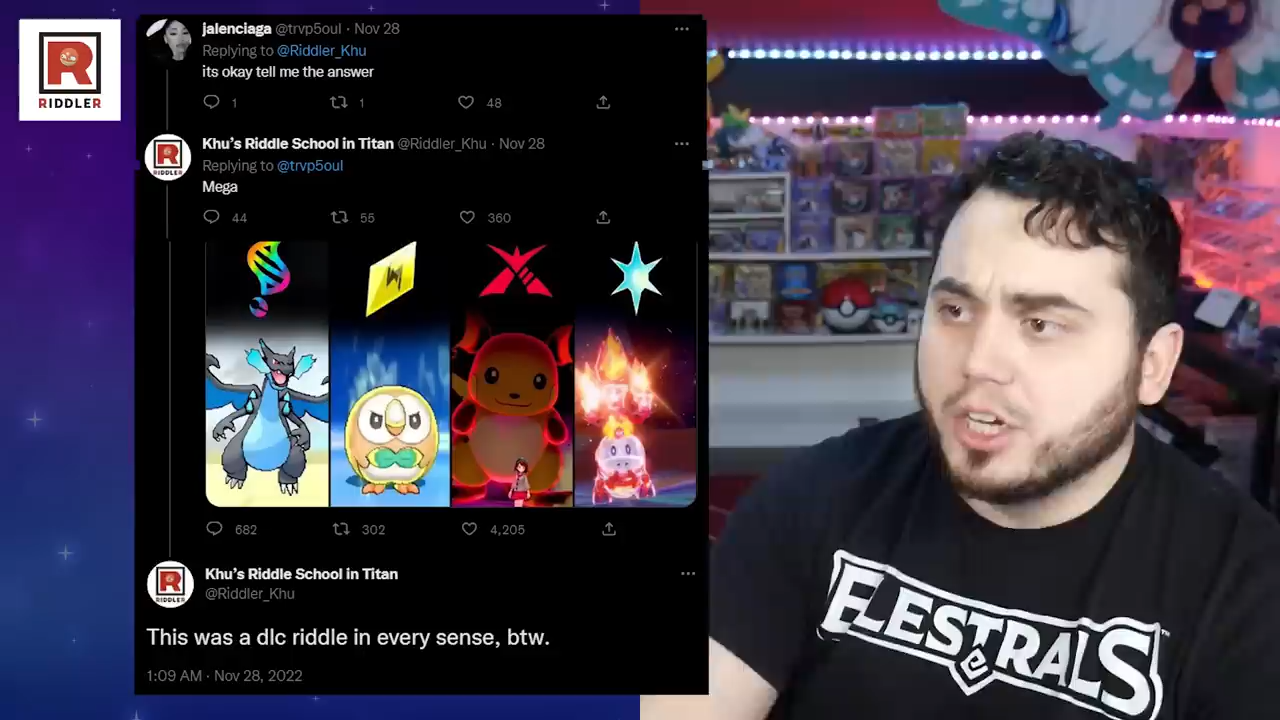 jalenciaga @trvp5oul · Nov 28
Replying to @Riddler_Khu
its okay tell me the answer
1 1 48
R
RIDDLER
Khu's Riddle School in Titan @Riddler_Khu · Nov 28
Replying to @trvp5oul
Mega
R
RIDDLER
44 55 360
682 302 4,205
Khu's Riddle School in Titan
@Riddler_Khu
R
RIDDLER
This was a dlc riddle in every sense, btw.
1:09 AM · Nov 28, 2022
ELESTRALS